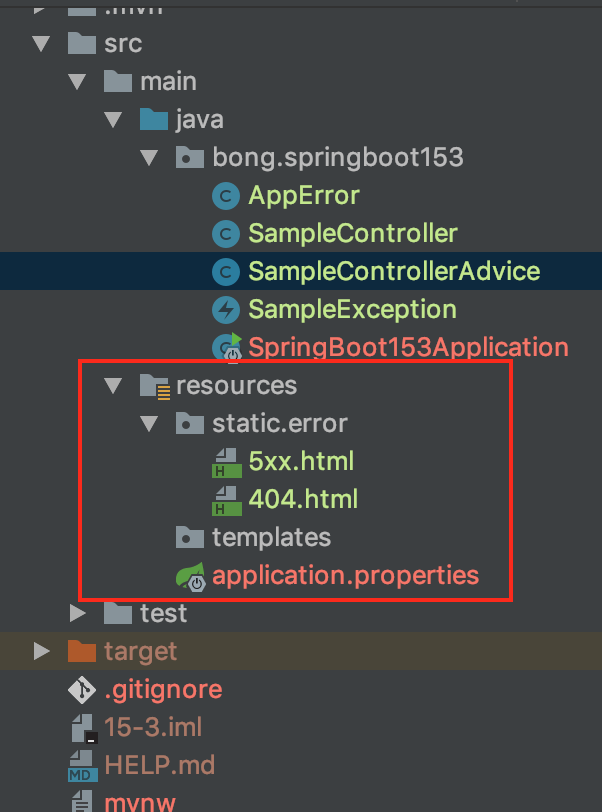 .mvn
src
main
java
bong.springboot153
C AppError
C SampleController
C SampleControllerAdvice
SampleException
SpringBoot153Application
resources
static.error
H 5xx.html
H 404.html
templates
application.properties
test
target
.gitignore
15-3.iml
MD HELP.md
mvnw